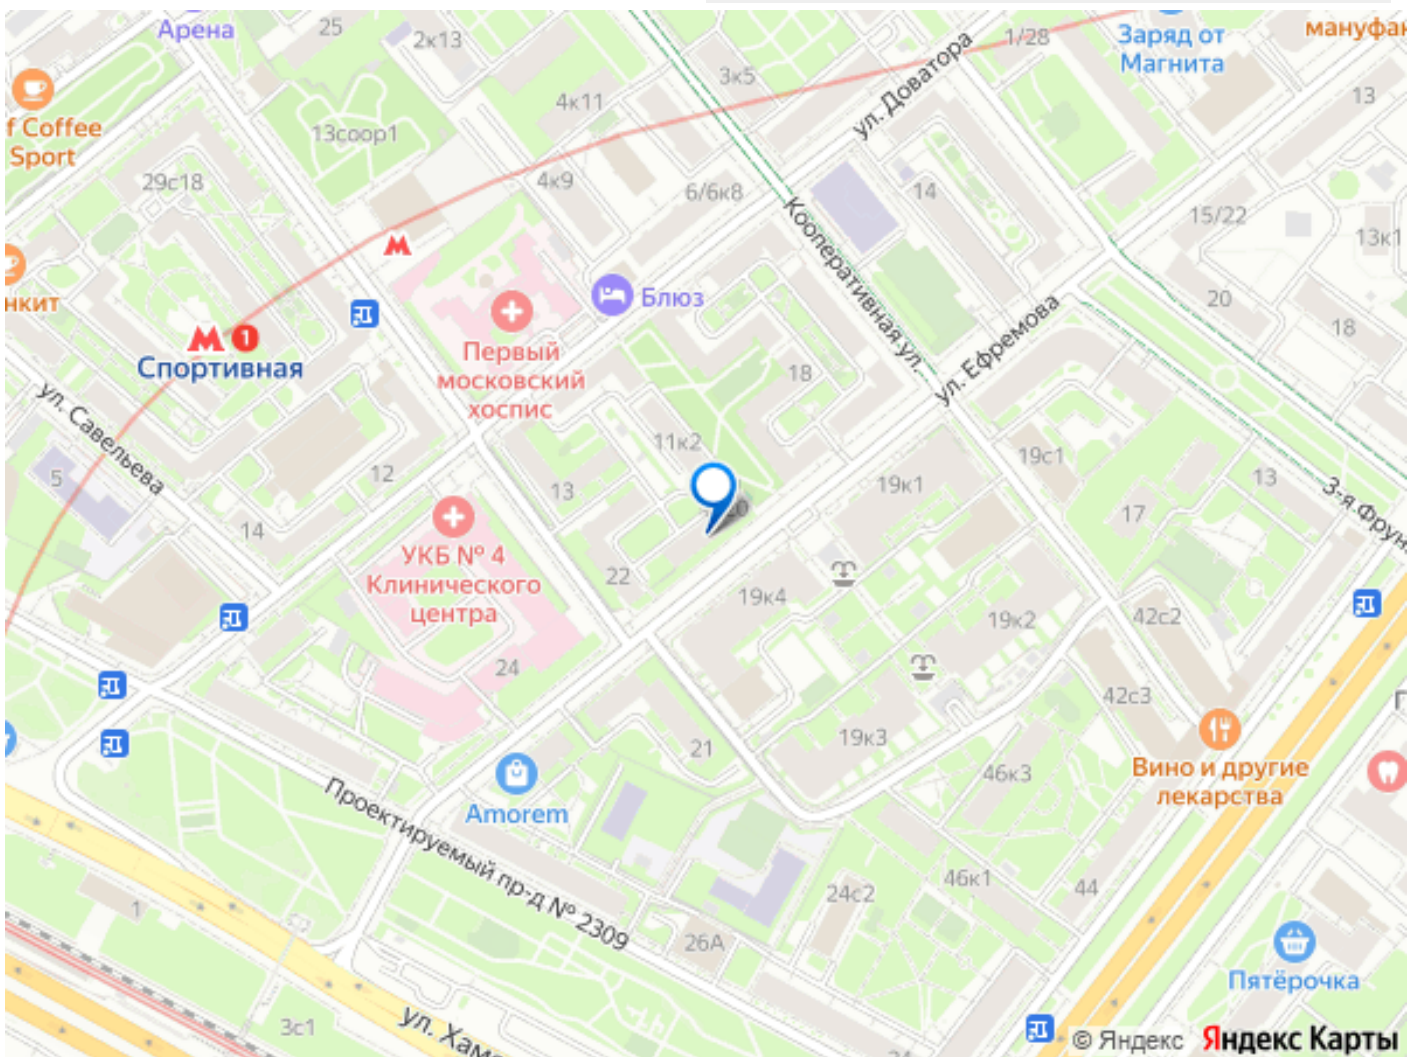 Арена
25
2к13
1/28
Заряд от
Магнита
мануфак
3к5
ул. Доватора
4к11
13
f Coffee
Sport
13соор1
29с18
4к9
6/6к8
14
15/22
13к1
Кооперативная ул.
нкит
Блюз
20
18
ул. Ефремова
1
Спортивная
Первый
московский
хоспис
18
ул. Савельева
11к2
19с1
5
12
13
20
19к1
13
17
3-я Фрун
14
УКБ № 4
Клинического
центра
22
19к4
19к2
42с2
24
42с3
21
19к3
46к3
Вино и другие
лекарства
Amorem
Проектируемый пр-д № 2309
24с2
46к1
44
1
26А
Пятёрочка
3с1
ул. Хамо
24
© Яндекс Яндекс Карты